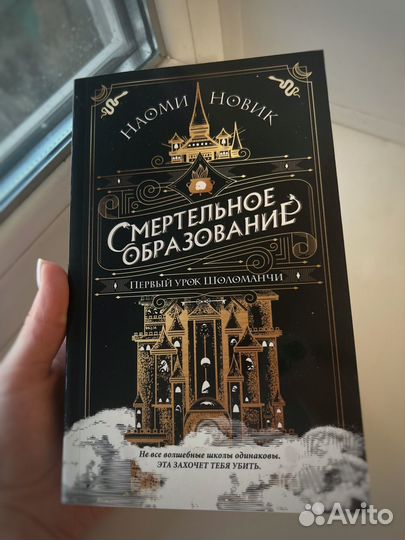 Наоми Новик
Смертельное
образование
Первый урок Шоломанчи
Не все волшебные школы одинаковы.
ЭТА ЗАХОЧЕТ ТЕБЯ УБИТЬ.
Avito